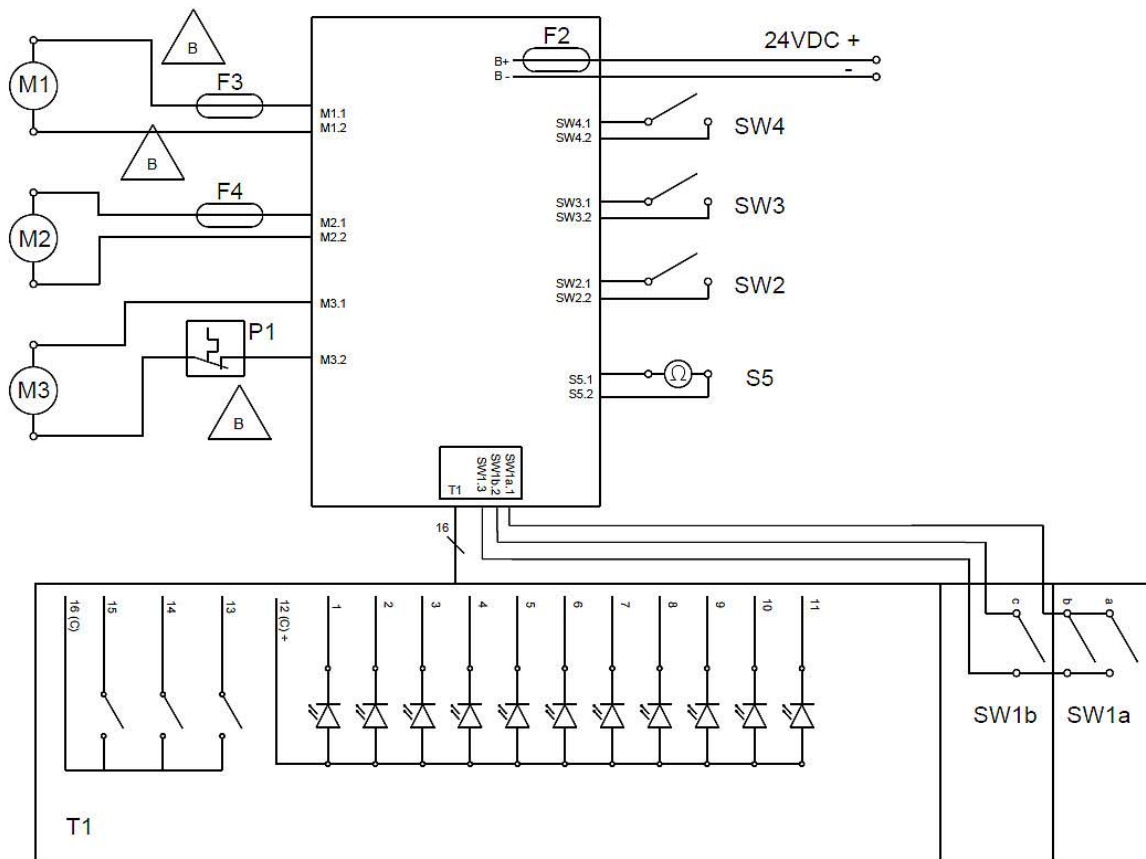 B
F2
24VDC +
B+
M1
F3
B -
-
M1.1
M1.2
SW4.1
SW4.2
SW4
B
F4
SW3.1
SW3.2
SW3
M2
M2.1
M2.2
SW2.1
SW2.2
SW2
M3.1
P1
M3
M3.2
S5.1
S5.2
Ω
S5
B
T1
SW1.3
SW1b.2
SW1a.1
16
16 (C)
15
14
13
12 (C) +
1
2
3
4
5
6
7
8
9
10
11
c
b
a
SW1b
SW1a
T1